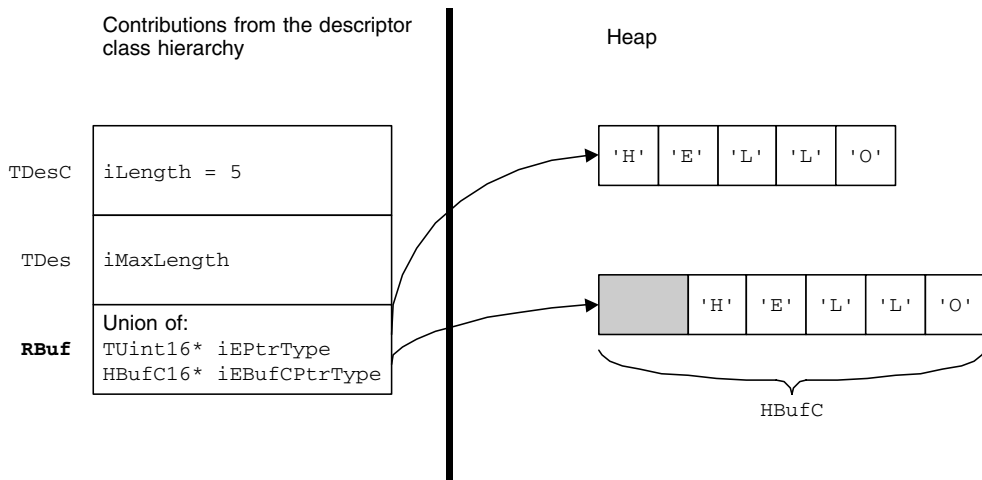 Contributions from the descriptor
class hierarchy
Heap
TDesC
iLength = 5
TDes
iMaxLength
RBuf
Union of:
TUint16* iEPtrType
HBufC16* iEBufCPtrType
'H' 'E' 'L' 'L' 'O'
'H' 'E' 'L' 'L' 'O'
HBufC